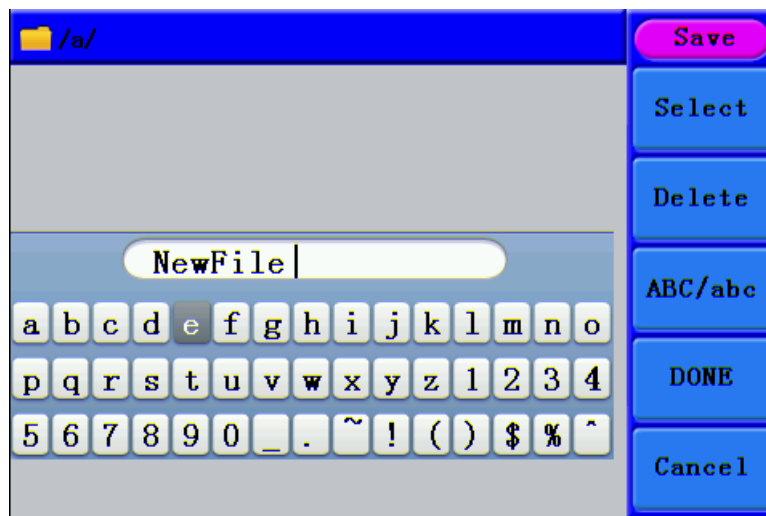 /a/
Save
Select
Delete
ABC/abc
DONE
Cancel
NewFile
a b c d e f g h i j k l m n o
p q r s t u v w x y z 1 2 3 4
5 6 7 8 9 0 _ . ~ ! ( ) $ % ^